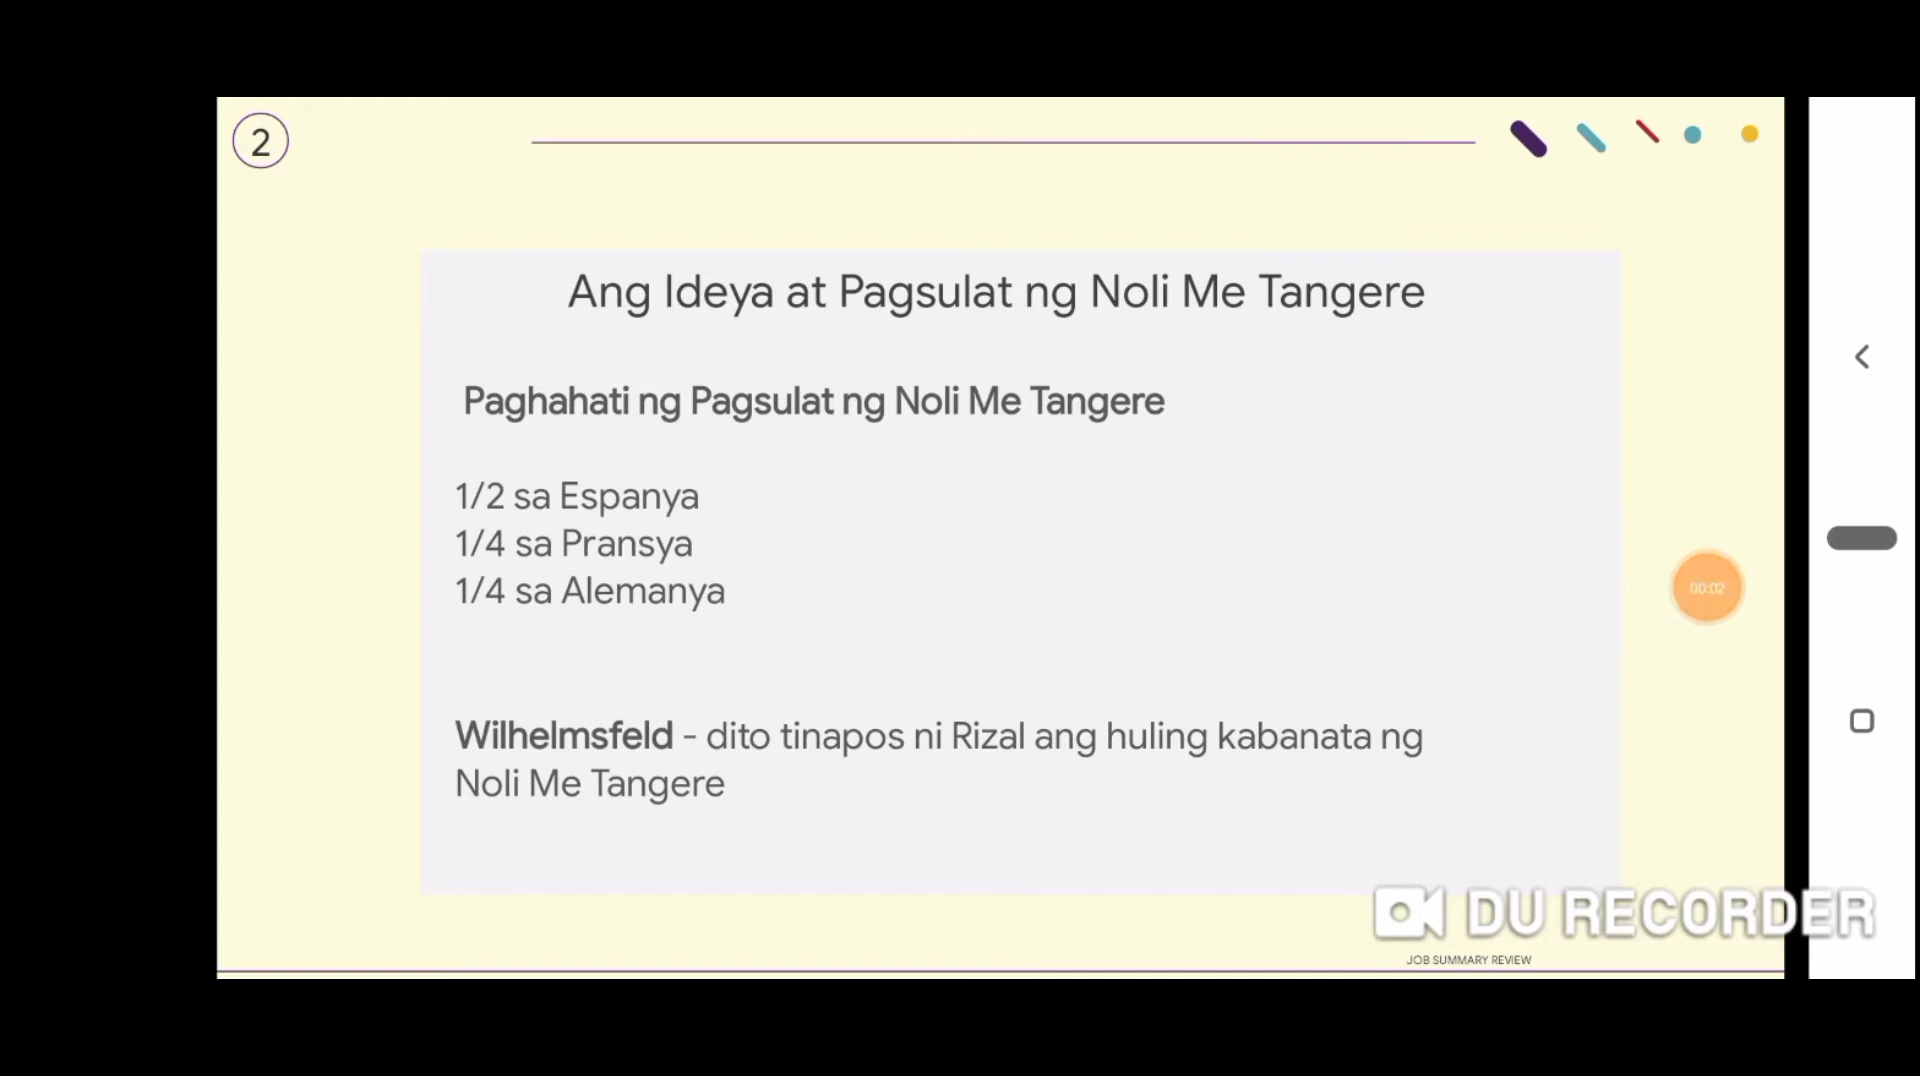 2
Ang Ideya at Pagsulat ng Noli Me Tangere
Paghahati ng Pagsulat ng Noli Me Tangere
1/2 sa Espanya
1/4 sa Pransya
1/4 sa Alemanya
00:02
Wilhelmsfeld - dito tinapos ni Rizal ang huling kabanata ng
Noli Me Tangere
DU RECORDER
JOB SUMMARY REVIEW